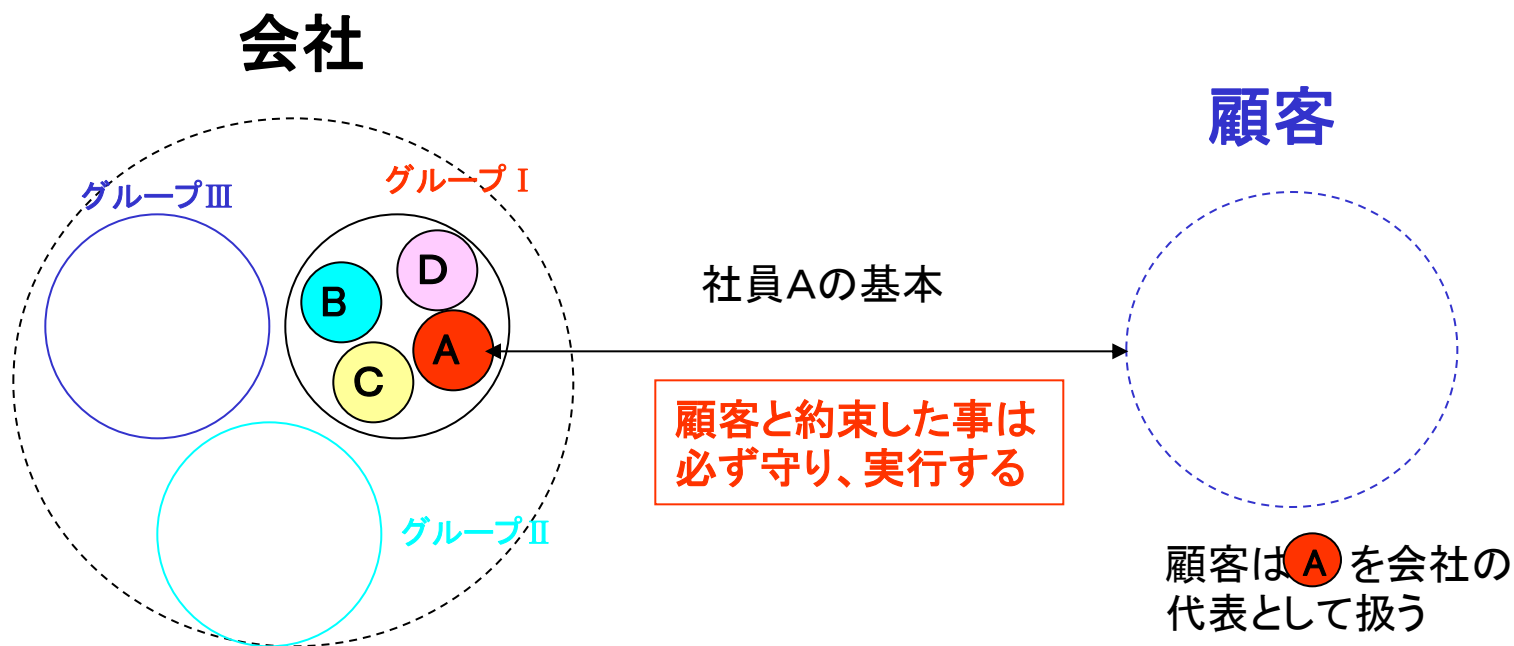 会社
顧客
グループⅢ
グループⅠ
D
B
A
C
社員Aの基本
顧客と約束した事は
必ず守り、実行する
グループⅡ
顧客は A を会社の
代表として扱う